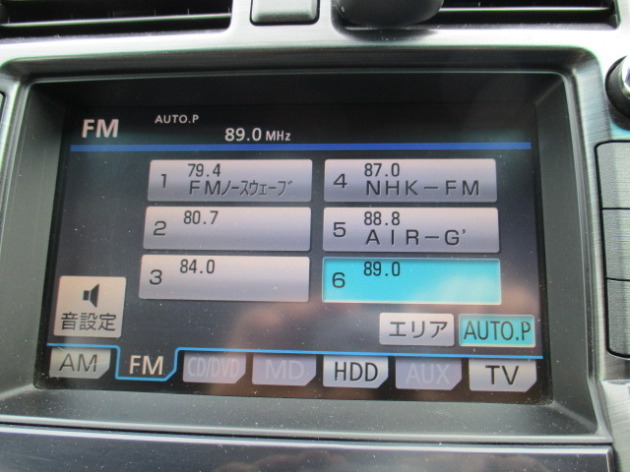 FM AUTO.P 89.0 MHz
1 79.4 FMノースウェーブ
4 87.0 NHK-FM
2 80.7
5 88.8 AIR-G'
3 84.0
6 89.0
音設定
エリア AUTO.P
AM FM CD/DVD MD HDD AUX TV